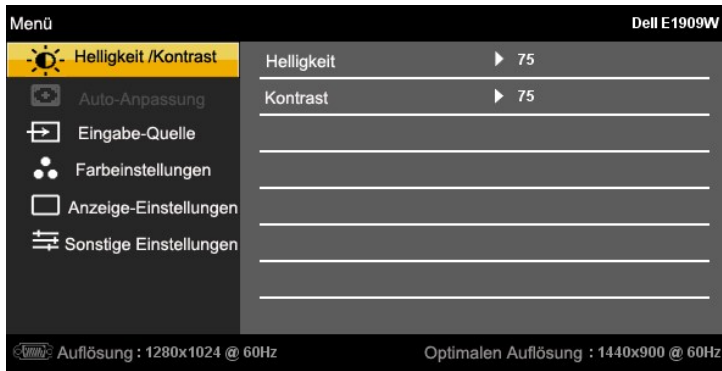 Menü Dell E1909W
Helligkeit /Kontrast
Helligkeit 75
Auto-Anpassung
Kontrast 75
Eingabe-Quelle
Farbeinstellungen
Anzeige-Einstellungen
Sonstige Einstellungen
Auflösung : 1280x1024 @ 60Hz Optimalen Auflösung : 1440x900 @ 60Hz